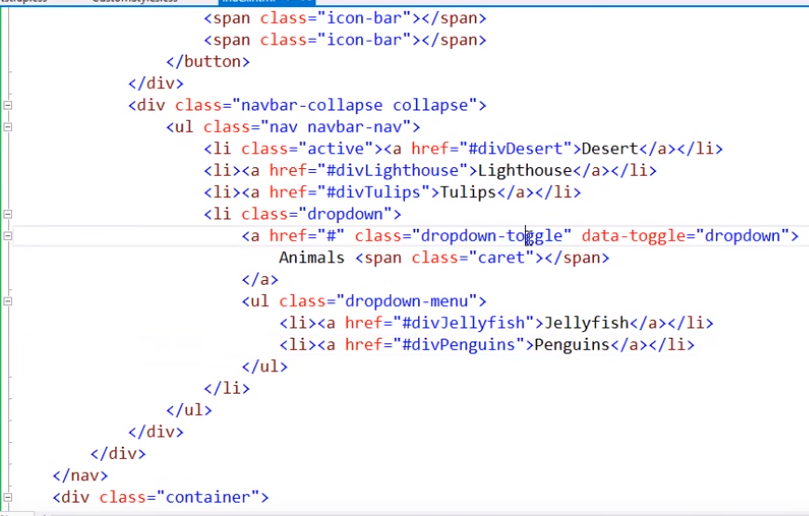 <span class="icon-bar"></span>
<span class="icon-bar"></span>
</button>
</div>
<div class="navbar-collapse collapse">
<ul class="nav navbar-nav">
<li class="active"><a href="#divDesert">Desert</a></li>
<li><a href="#divLighthouse">Lighthouse</a></li>
<li><a href="#divTulips">Tulips</a></li>
<li class="dropdown">
<a href="#" class="dropdown-toggle" data-toggle="dropdown">
Animals <span class="caret"></span>
</a>
<ul class="dropdown-menu">
<li><a href="#divJellyfish">Jellyfish</a></li>
<li><a href="#divPenguins">Penguins</a></li>
</ul>
</li>
</ul>
</div>
</div>
</nav>
<div class="container">